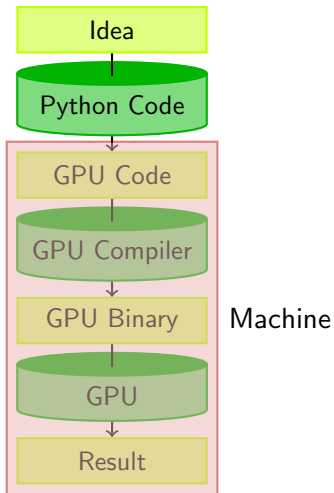 Idea
Python Code
GPU Code
GPU Compiler
GPU Binary
Machine
GPU
Result